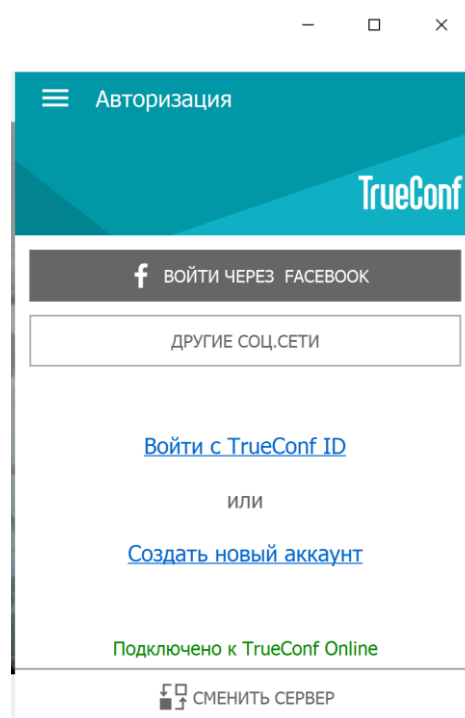 Авторизация
TrueConf
ВОЙТИ ЧЕРЕЗ FACEBOOK
ДРУГИЕ СОЦ.СЕТИ
Войти с TrueConf ID
или
Создать новый аккаунт
Подключено к TrueConf Online
СМЕНИТЬ СЕРВЕР